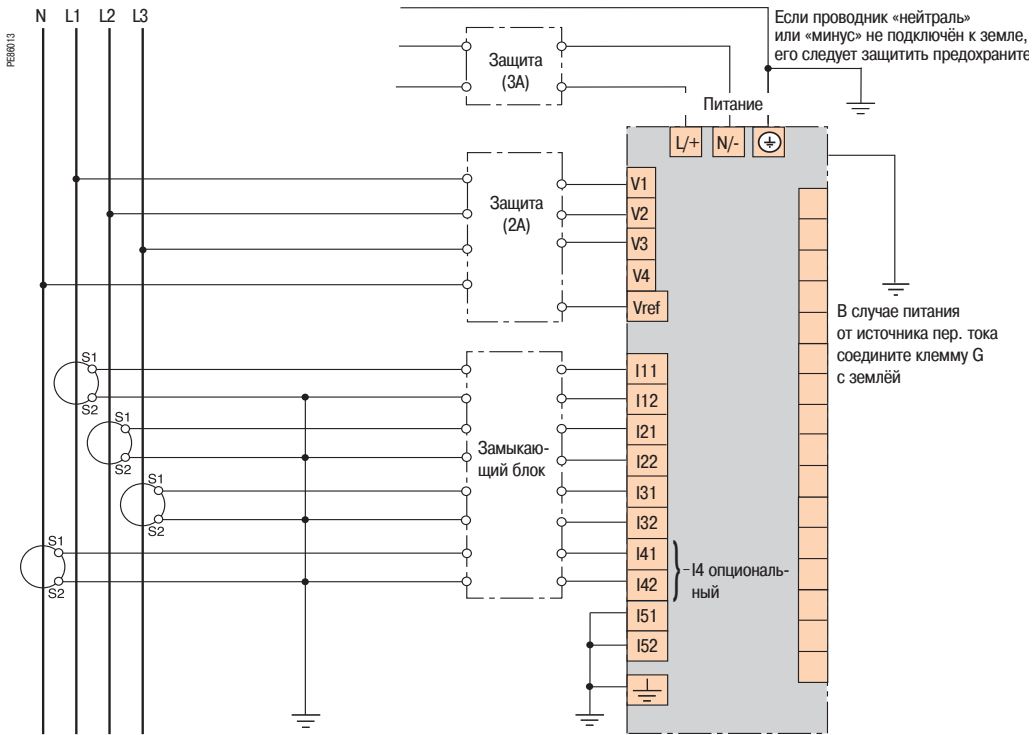 N L1 L2 L3
PE86013
Если проводник «нейтраль»
или «минус» не подключён к земле,
его следует защитить предохраните
Защита
(3А)
Питание
L/+ N/-
Защита
(2А)
V1
V2
V3
V4
Vref
В случае питания
от источника пер. тока
соедините клемму G
с землёй
S1
S2
S1
S2
S1
S2
S1
S2
Замыкаю-
щий блок
I11
I12
I21
I22
I31
I32
I41
I42
I51
I52
I4 опциональ-
ный